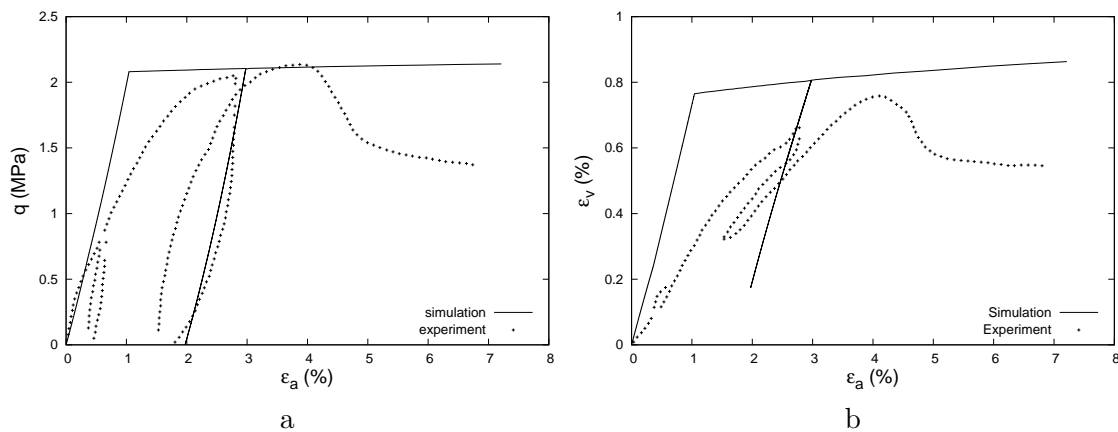 2.5
2
1.5
1
0.5
0
q (MPa)
0 1 2 3 4 5 6 7 8
εa (%)
simulation
experiment
a
1
0.8
0.6
0.4
0.2
0
εv (%)
0 1 2 3 4 5 6 7 8
εa (%)
Simulation
Experiment
b